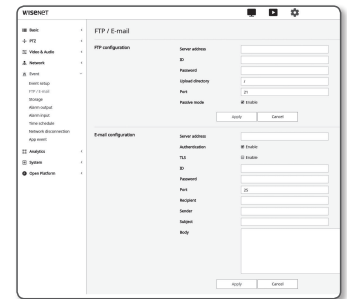 WISENET
Basic
PTZ
Video & Audio
Network
Event
Event setup
FTP / E-mail
Storage
Alarm output
Alarm input
Time schedule
Network disconnection
App event
Analytics
System
Open Platform
FTP / E-mail
FTP configuration
Server address
ID
Password
Upload directory /
Port 21
Passive mode Enable
Apply Cancel
E-mail configuration
Server address
Authentication Enable
TLS Enable
ID
Password
Port 25
Recipient
Sender
Subject
Body
Apply Cancel